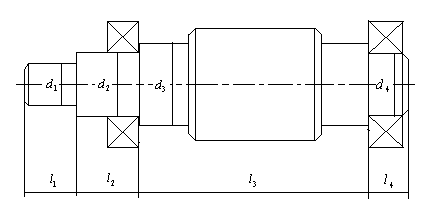 d₁ d₂ d₃ d₄
l₁ l₂ l₃ l₄